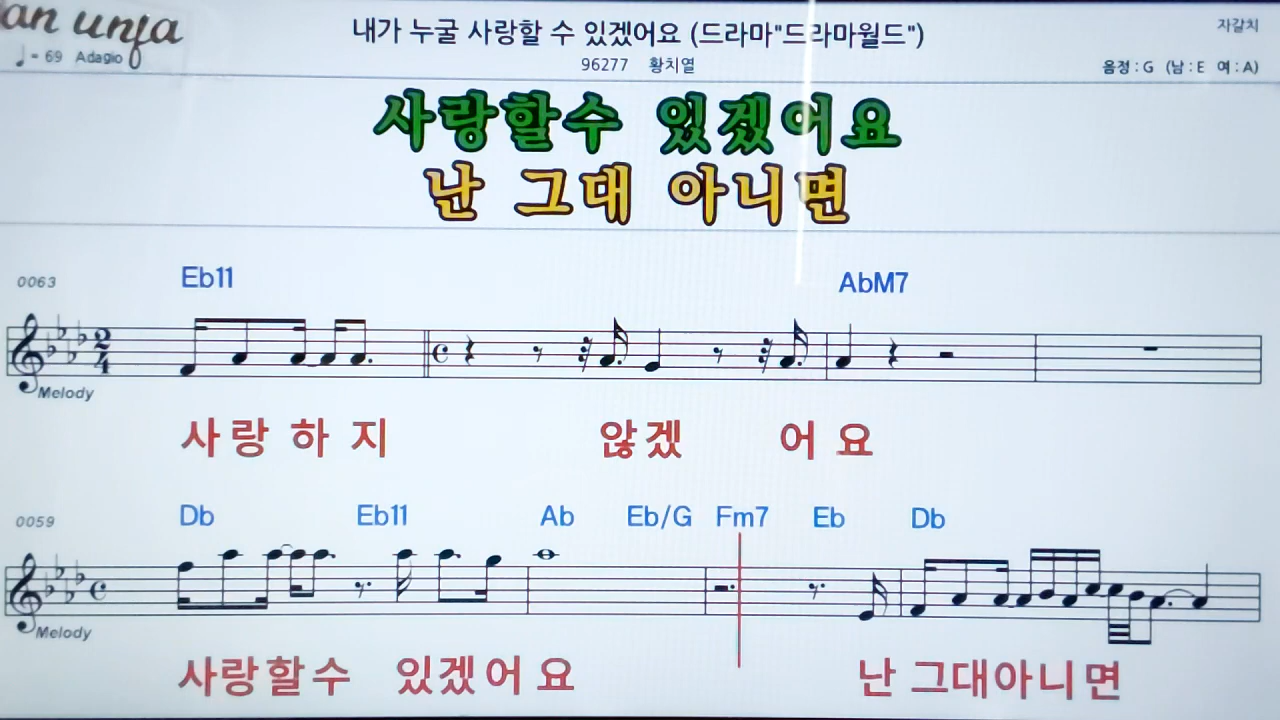 an unfa
내가 누굴 사랑할 수 있겠어요 (드라마"드라마월드")
자갈치
♩= 69 Adagio
96277 황치열
음정 : G (남 : E 여 : A)
사랑할수 있겠어요
난 그대 아니면
0063
Eb11 AbM7
2
4
Melody
사랑 하 지 않겠 어 요
0059
Db Eb11 Ab Eb/G Fm7 Eb Db
Melody
사랑할수 있겠어 요 난 그대아니면